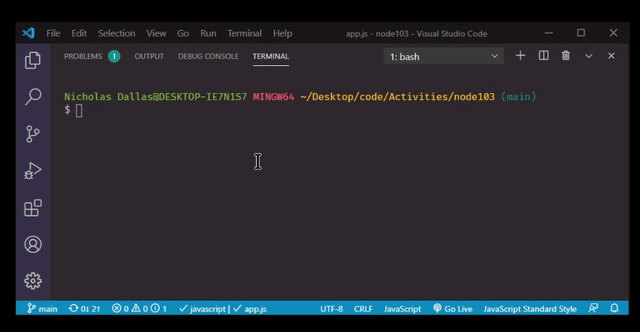 File Edit Selection View Go Run Terminal Help app.js - node103 - Visual Studio Code
PROBLEMS 1 OUTPUT DEBUG CONSOLE TERMINAL 1: bash
Nicholas Dallas@DESKTOP-IE7N1S7 MINGW64 ~/Desktop/code/Activities/node103 (main)
$
main 0↓ 2↑ 0 0 1 ✓ javascript | ✓ app.js UTF-8 CRLF JavaScript Go Live JavaScript Standard Style